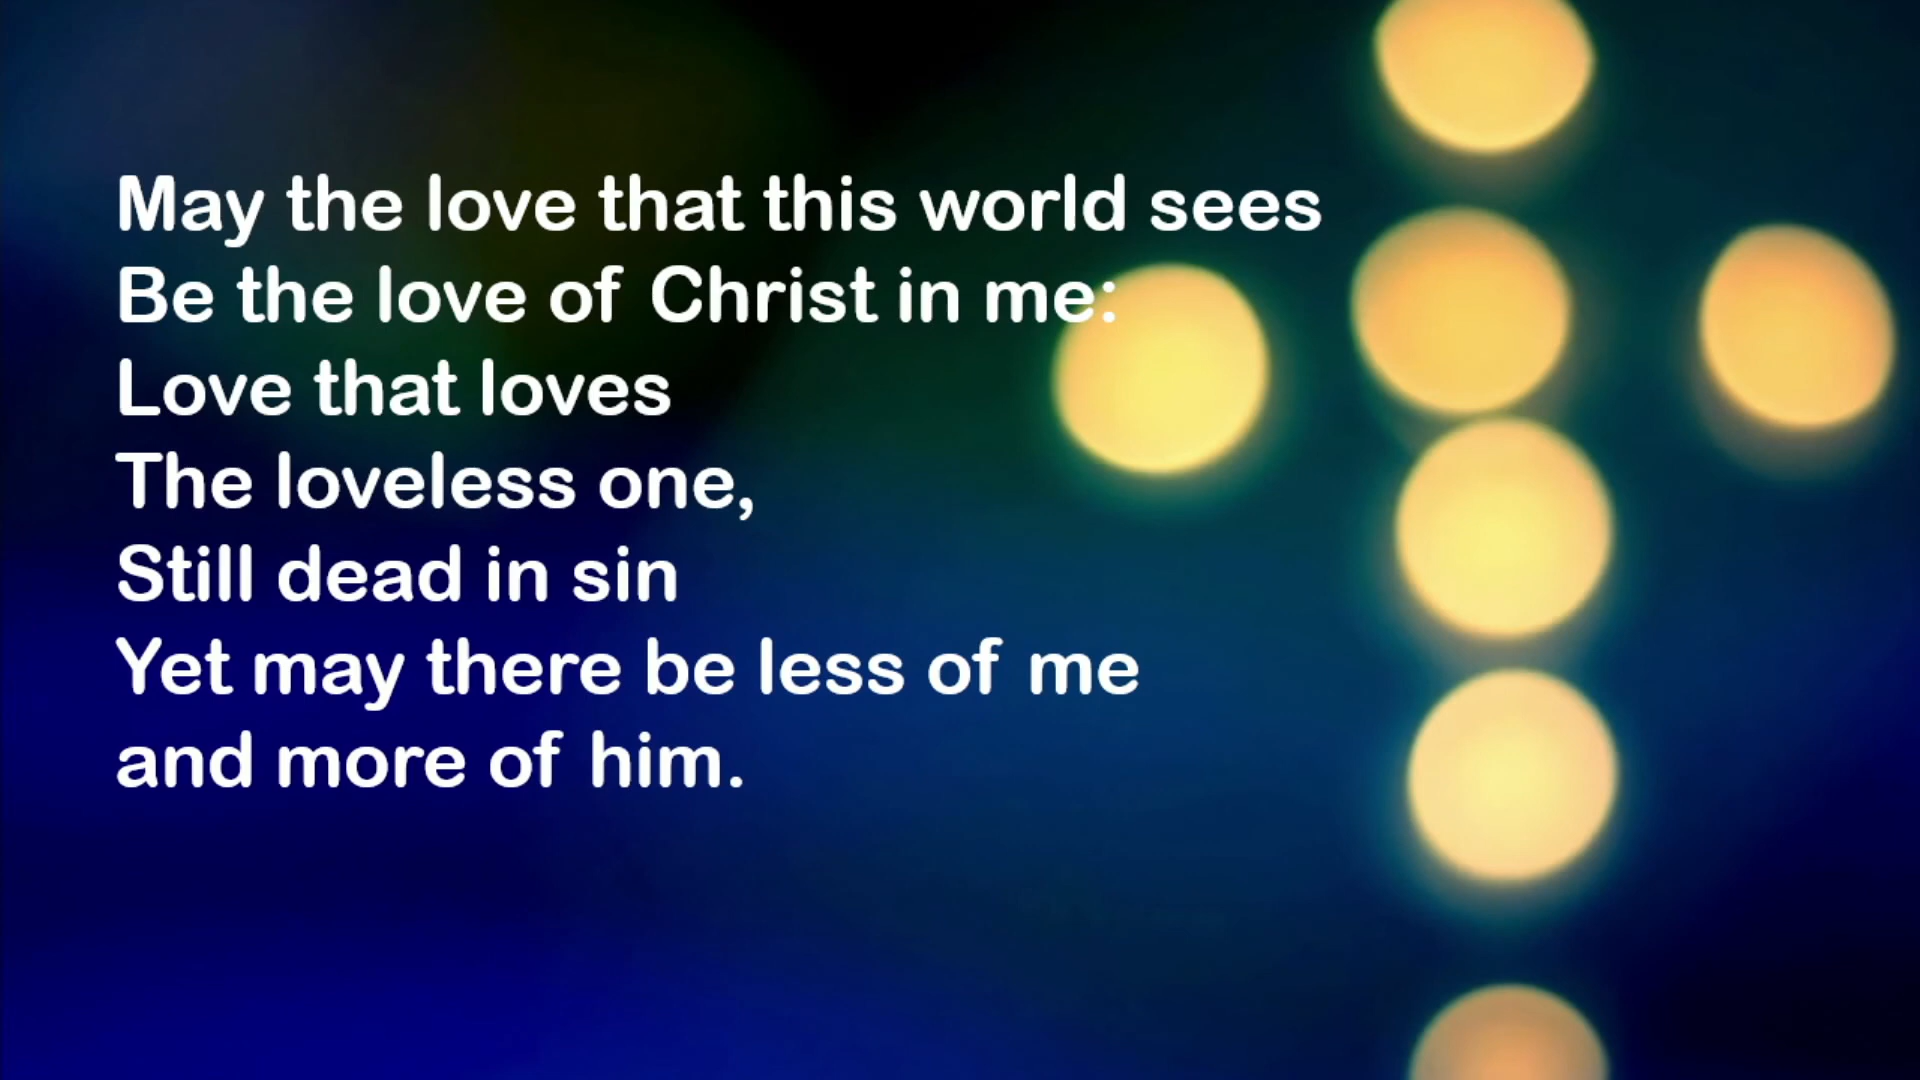 May the love that this world sees
Be the love of Christ in me:
Love that loves
The loveless one,
Still dead in sin
Yet may there be less of me
and more of him.